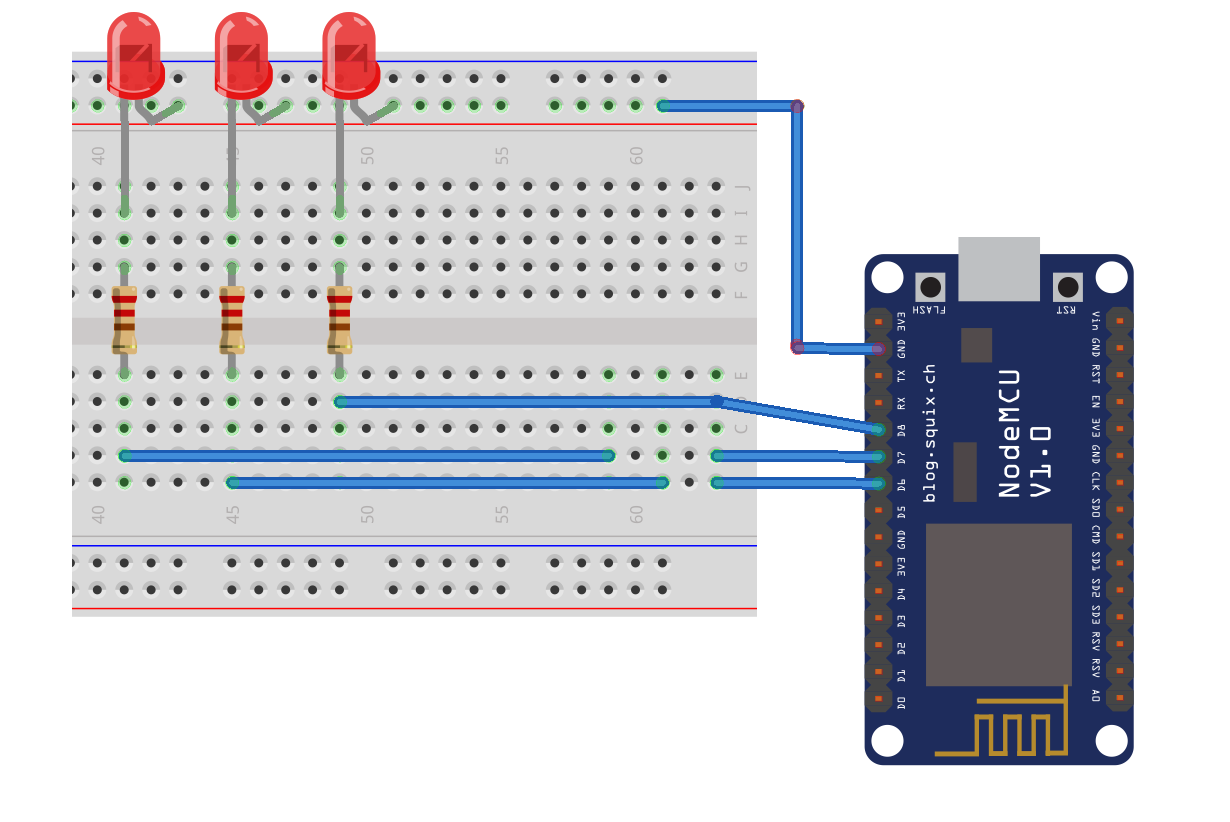 40
45
50
55
60
J
I
H
G
F
E
D
C
40
45
50
55
60
FLASH
RST
3V3
GND
TX
RX
D8
D7
D6
D5
GND
3V3
D4
D3
D2
D1
D0
blog.squix.ch
NodeMCU
V1.0
Vin
GND
RST
EN
3V3
GND
CLK
SD0
CMD
SD1
SD2
SD3
RSV
RSV
A0